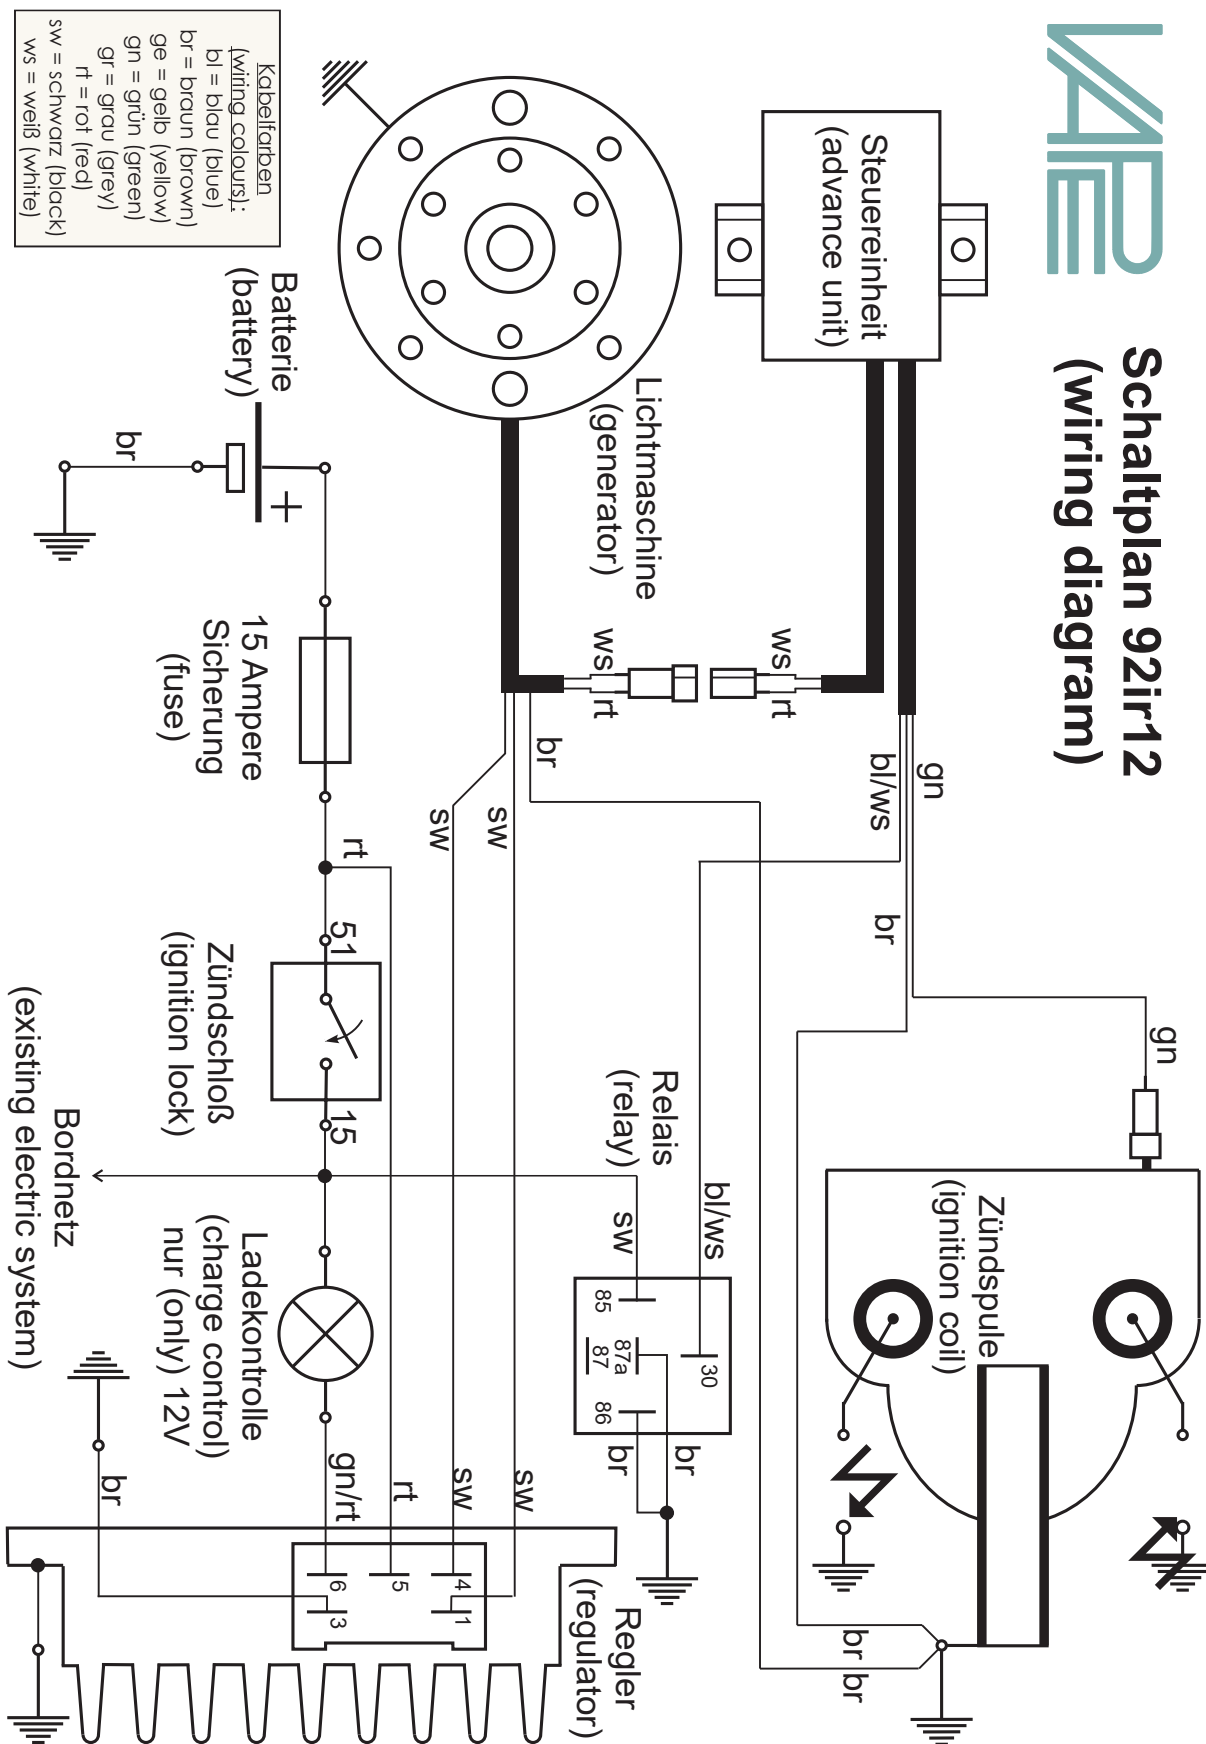 VAPE
Schaltplan 92ir12
(wiring diagram)
Steuereinheit
(advance unit)
Lichtmaschine
(generator)
ws
rt
ws
rt
br
gn
bl/ws
br
gn
Zündspule
(ignition coil)
br
br
sw
sw
Relais
(relay)
bl/ws
sw
85
87a
87
86
30
br
br
Kabelfarben
(wiring colours):
bl = blau (blue)
br = braun (brown)
ge = gelb (yellow)
gn = grün (green)
gr = grau (grey)
rt = rot (red)
sw = schwarz (black)
ws = weiß (white)
Batterie
(battery)
+
br
15 Ampere
Sicherung
(fuse)
rt
51
15
Zündschloß
(ignition lock)
Bordnetz
(existing electric system)
Ladekontrolle
(charge control)
nur (only) 12V
br
gn/rt
rt
sw
sw
6
5
4
3
1
Regler
(regulator)